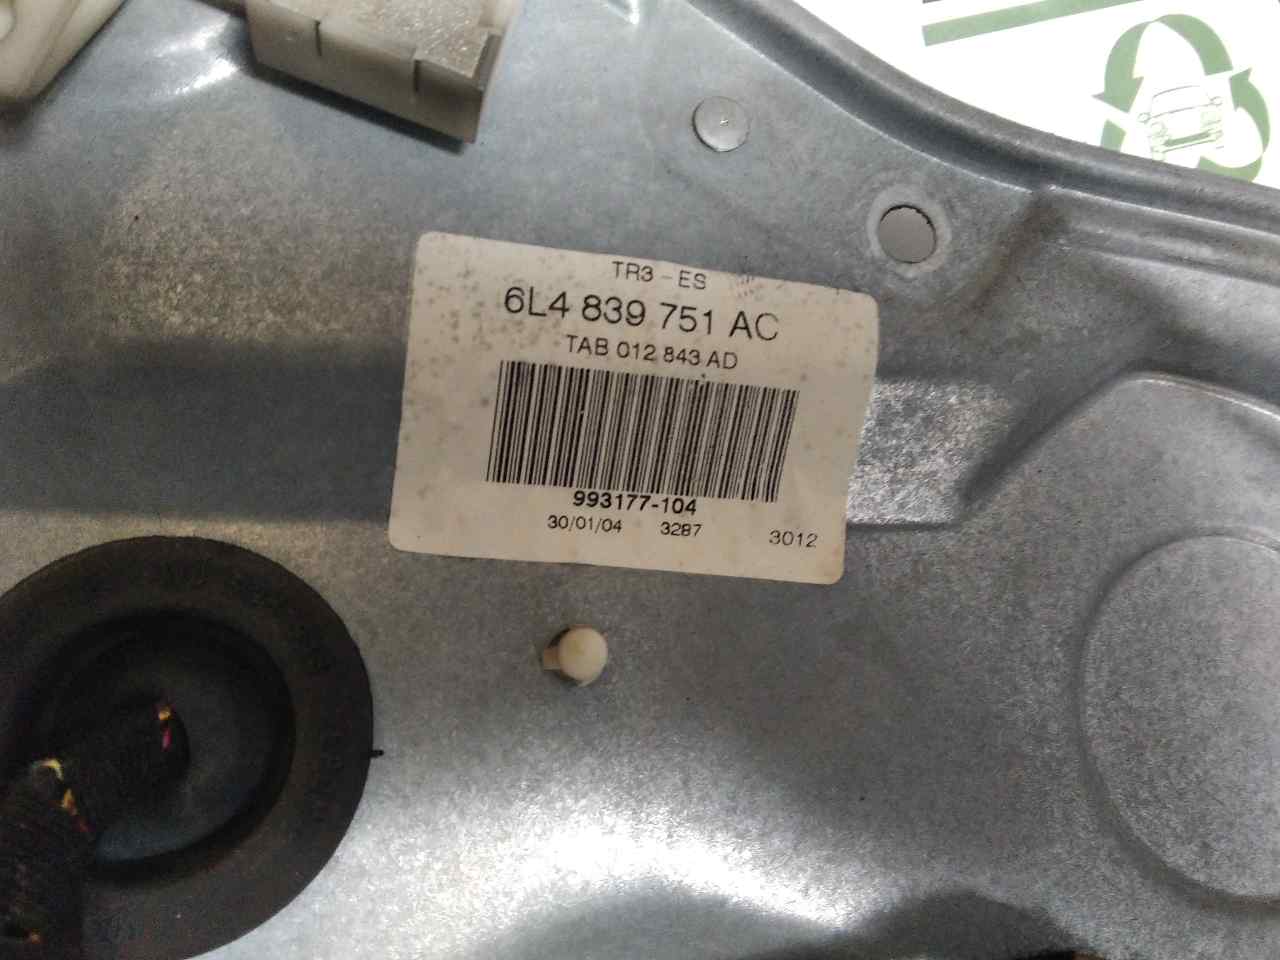 TR3 - ES
6L4 839 751 AC
TAB 012 843 AD
993177-104
30/01/04 3287 3012